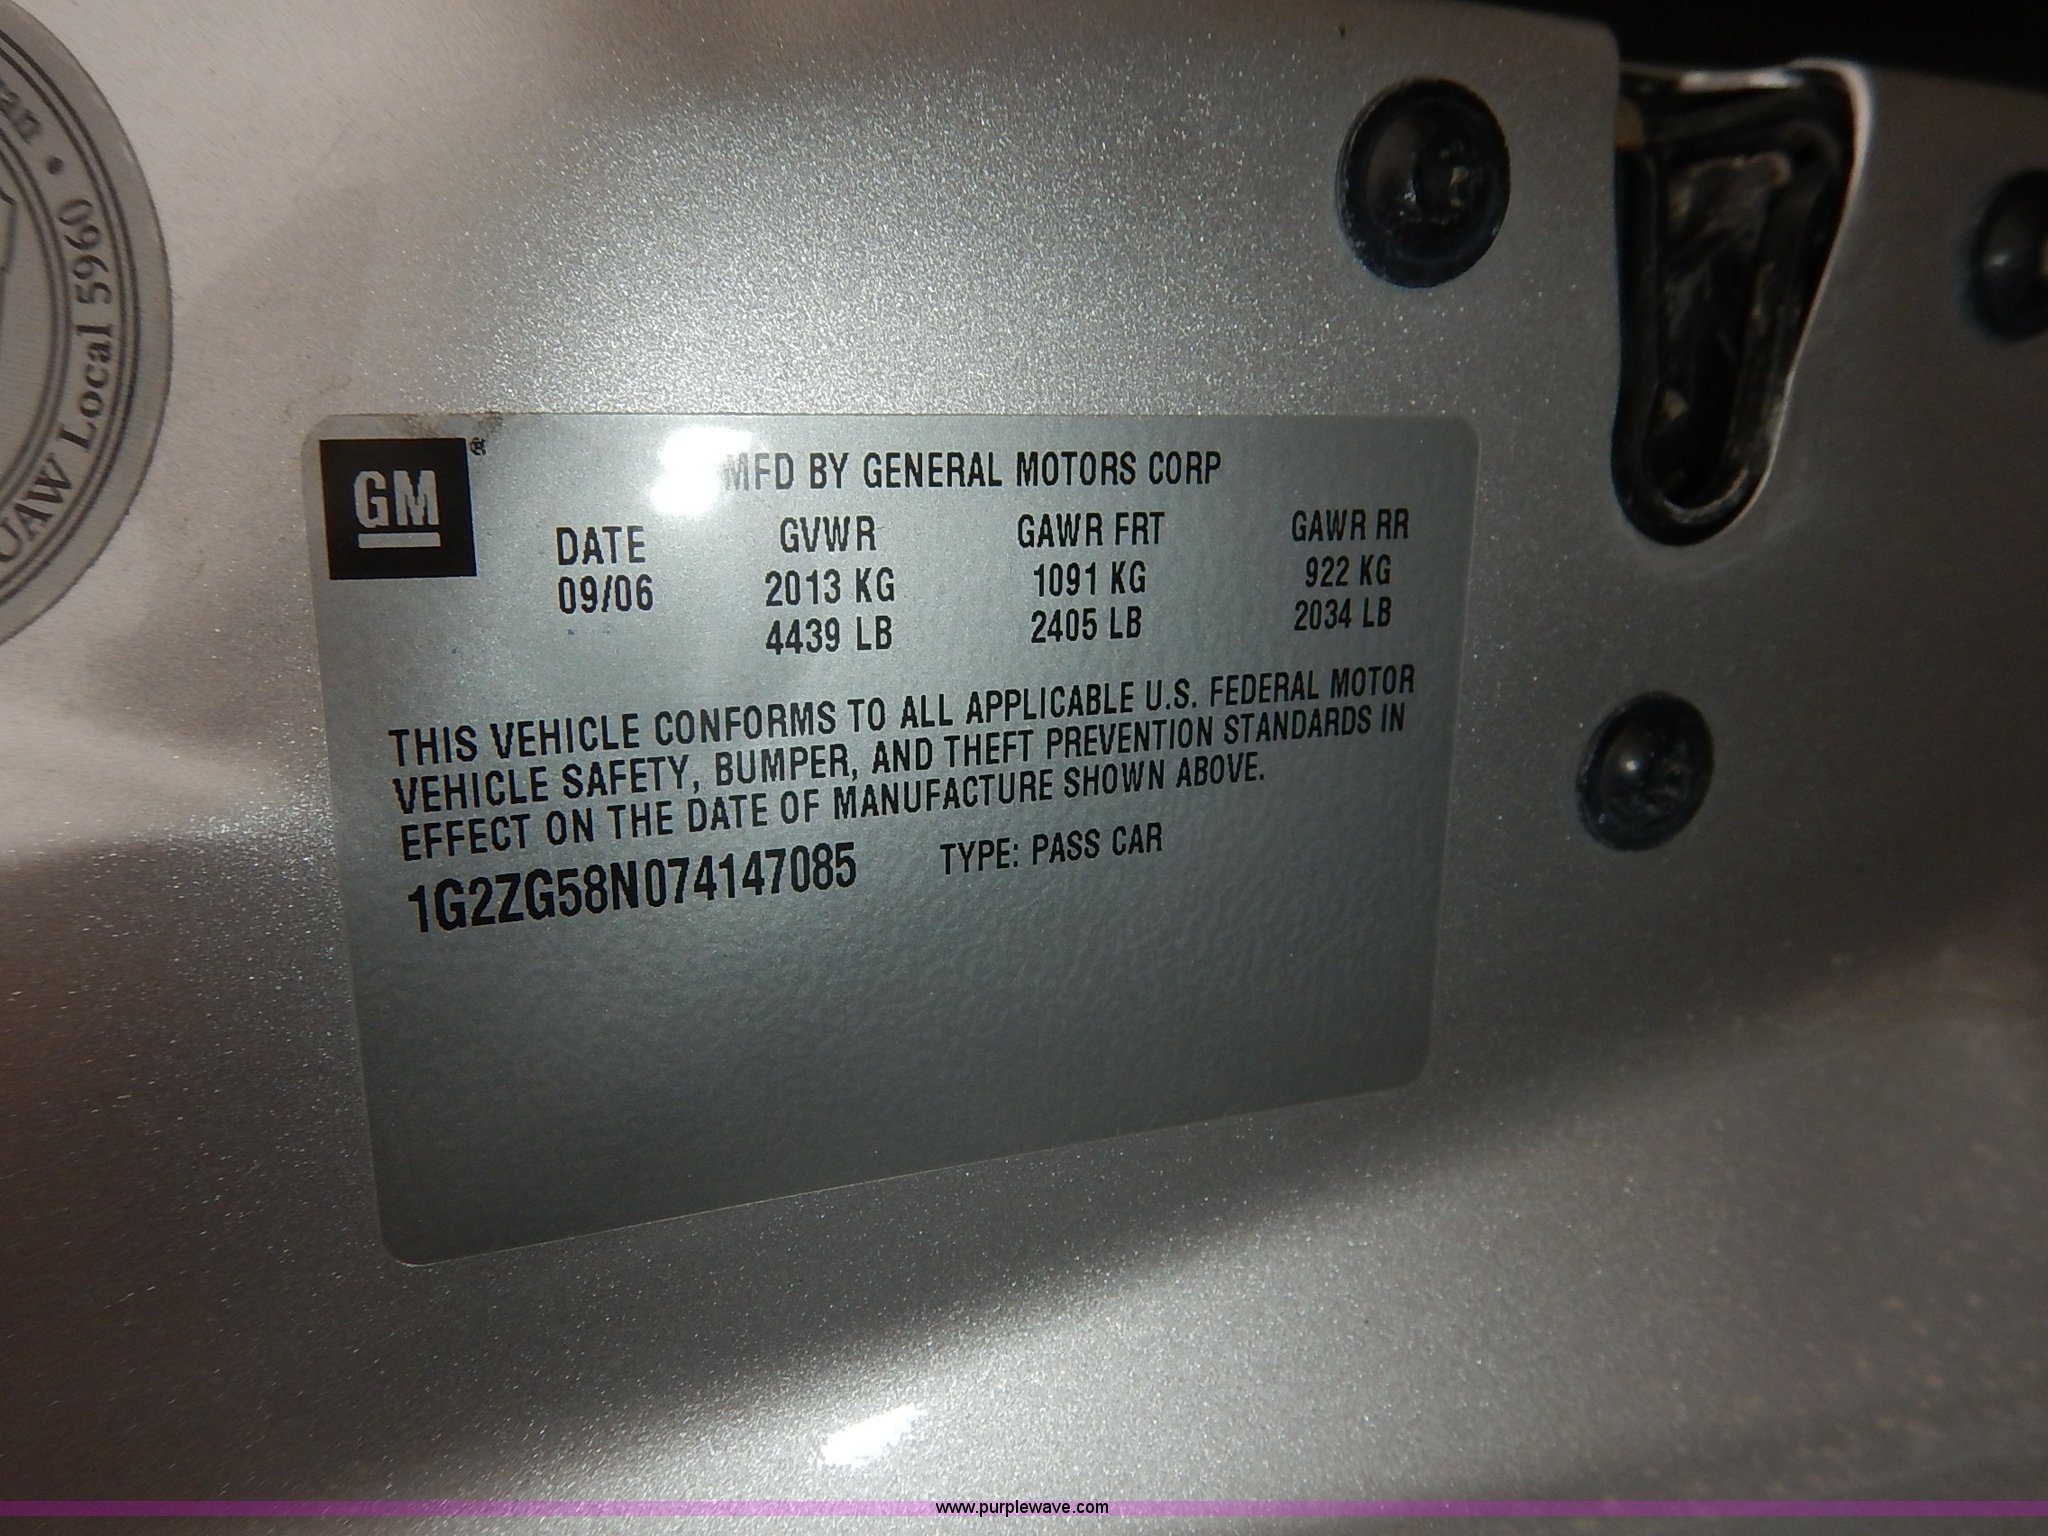 an • UAW Local 5960
GM ®
MFD BY GENERAL MOTORS CORP
DATE GVWR GAWR FRT GAWR RR
09/06 2013 KG 1091 KG 922 KG
4439 LB 2405 LB 2034 LB
THIS VEHICLE CONFORMS TO ALL APPLICABLE U.S. FEDERAL MOTOR
VEHICLE SAFETY, BUMPER, AND THEFT PREVENTION STANDARDS IN
EFFECT ON THE DATE OF MANUFACTURE SHOWN ABOVE.
1G2ZG58N074147085 TYPE: PASS CAR
www.purplewave.com